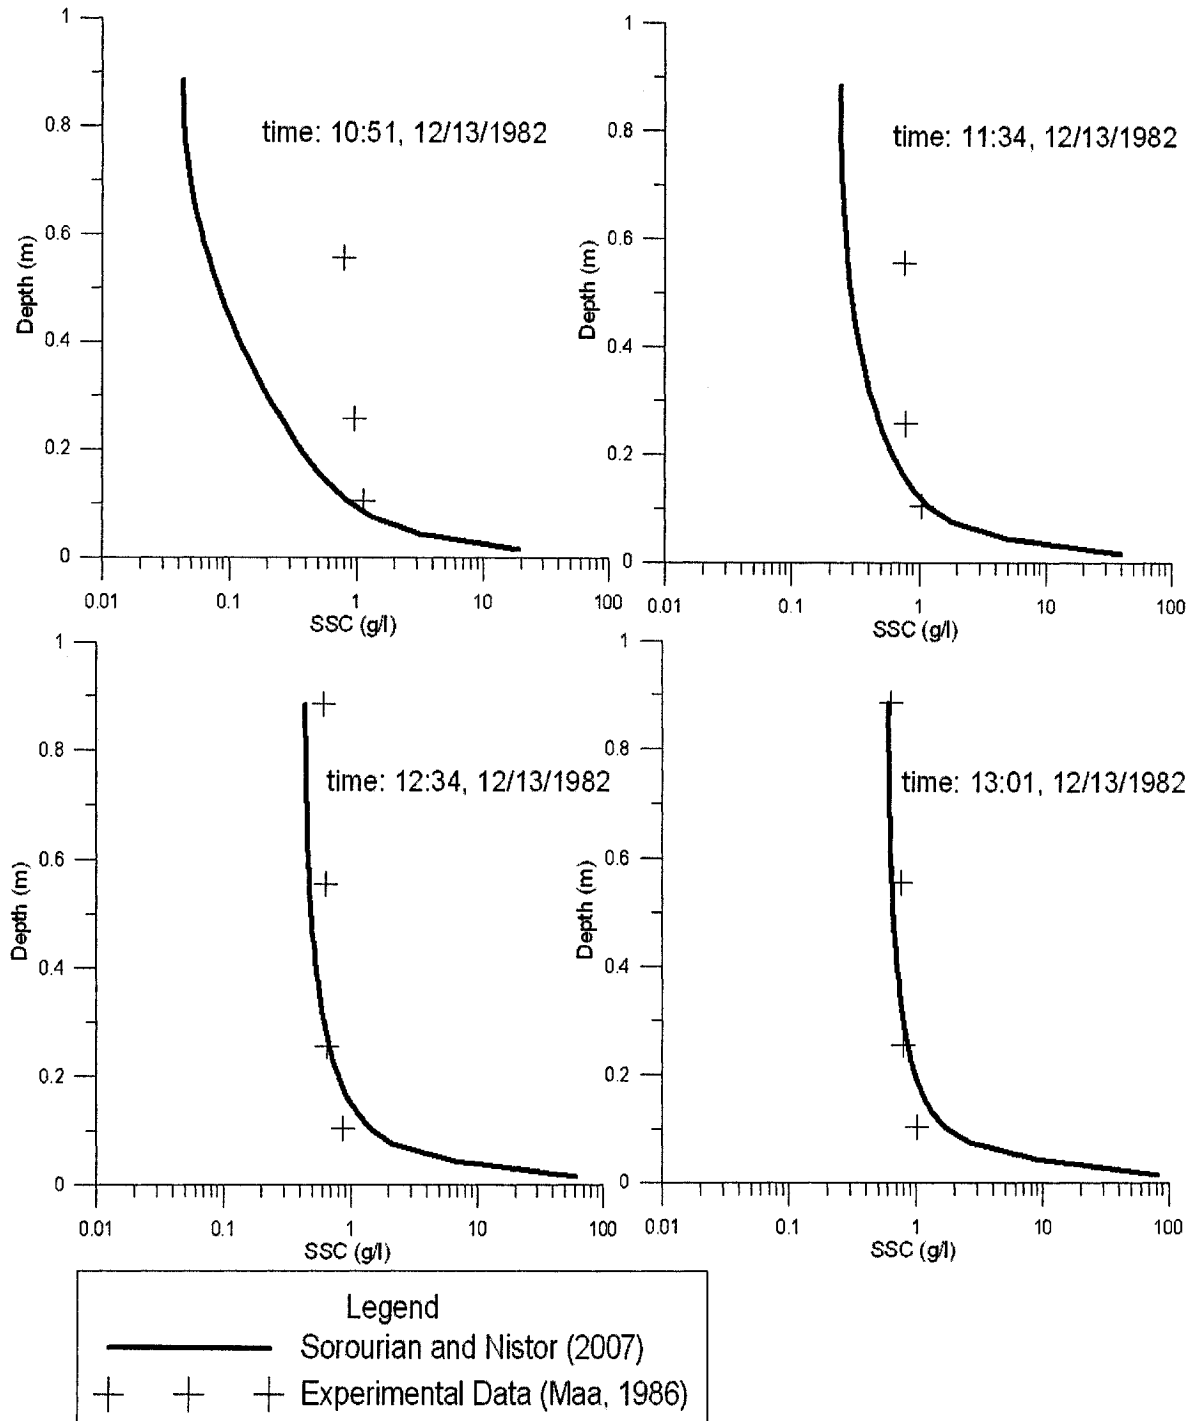 1
0.8
0.6
0.4
0.2
0
Depth (m)
time: 10:51, 12/13/1982
0.01
0.1
1
10
100
SSC (g/l)
1
0.8
0.6
0.4
0.2
0
Depth (m)
time: 11:34, 12/13/1982
0.01
0.1
1
10
100
SSC (g/l)
1
0.8
0.6
0.4
0.2
0
Depth (m)
time: 12:34, 12/13/1982
0.01
0.1
1
10
100
SSC (g/l)
1
0.8
0.6
0.4
0.2
0
Depth (m)
time: 13:01, 12/13/1982
0.01
0.1
1
10
100
SSC (g/l)
Legend
Sorourian and Nistor (2007)
Experimental Data (Maa, 1986)